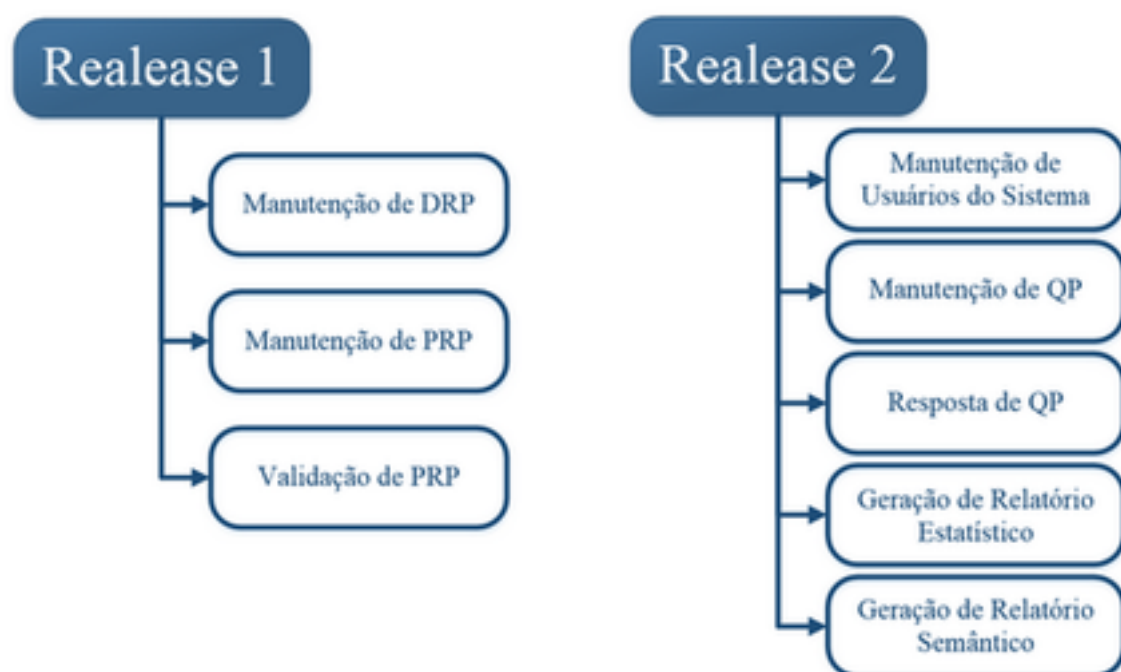 Realease 1
Manutenção de DRP
Manutenção de PRP
Validação de PRP
Realease 2
Manutenção de
Usuários do Sistema
Manutenção de QP
Resposta de QP
Geração de Relatório
Estatístico
Geração de Relatório
Semântico